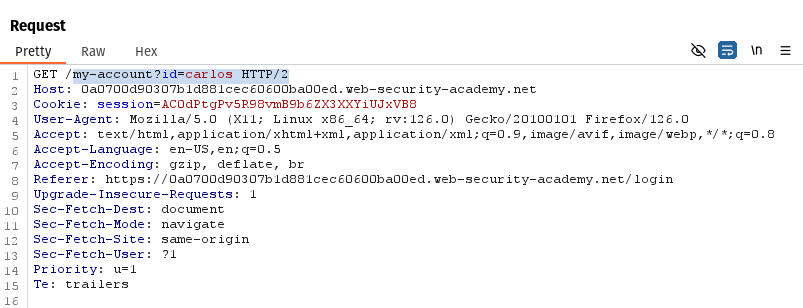 Request
Pretty Raw Hex \n
1 GET /my-account?id=carlos HTTP/2
2 Host: 0a0700d90307b1d881cec60600ba00ed.web-security-academy.net
3 Cookie: session=AC0dPtgPv5R98vmB9b6ZX3XXYiUJxVB8
4 User-Agent: Mozilla/5.0 (X11; Linux x86_64; rv:126.0) Gecko/20100101 Firefox/126.0
5 Accept: text/html,application/xhtml+xml,application/xml;q=0.9,image/avif,image/webp,*/*;q=0.8
6 Accept-Language: en-US,en;q=0.5
7 Accept-Encoding: gzip, deflate, br
8 Referer: https://0a0700d90307b1d881cec60600ba00ed.web-security-academy.net/login
9 Upgrade-Insecure-Requests: 1
10 Sec-Fetch-Dest: document
11 Sec-Fetch-Mode: navigate
12 Sec-Fetch-Site: same-origin
13 Sec-Fetch-User: ?1
14 Priority: u=1
15 Te: trailers
16